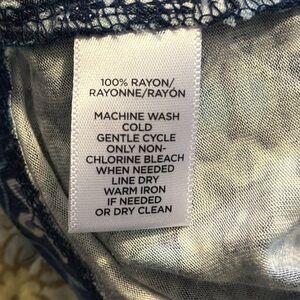 100% RAYON/
RAYONNE/RAYÓN
MACHINE WASH
COLD
GENTLE CYCLE
ONLY NON-
CHLORINE BLEACH
WHEN NEEDED
LINE DRY
WARM IRON
IF NEEDED
OR DRY CLEAN